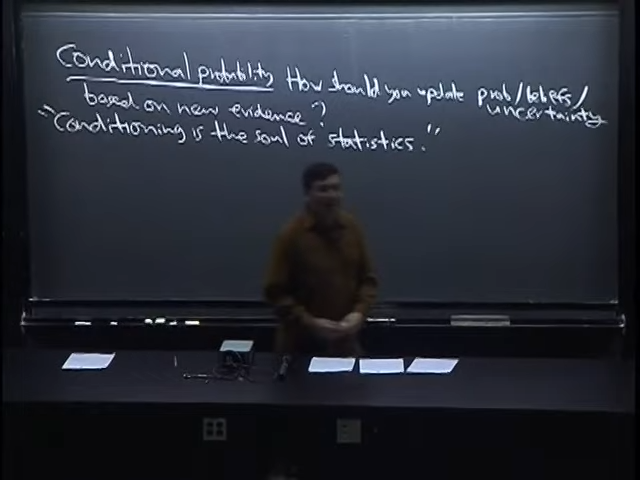 Conditional probability How should you update prob/beliefs/
based on new evidence? uncertainty
"Conditioning is the soul of statistics."